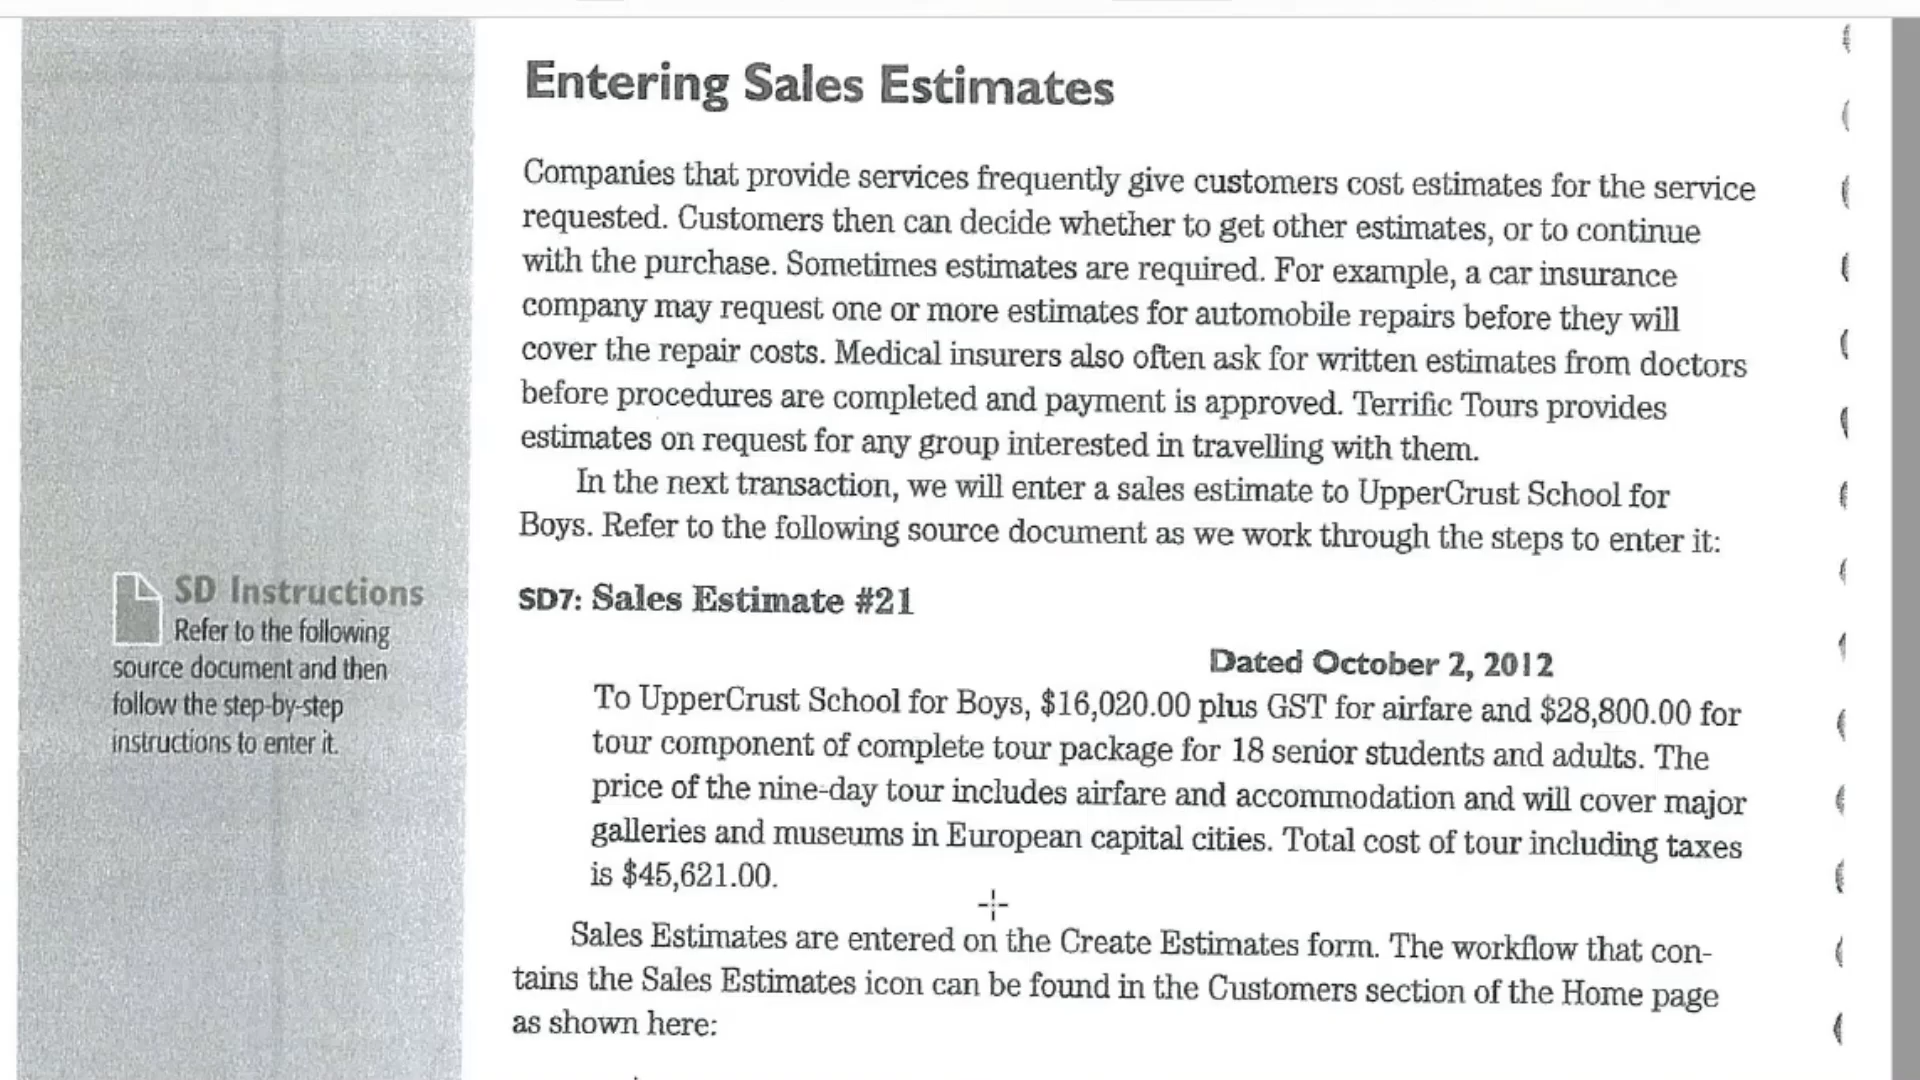 Entering Sales Estimates
Companies that provide services frequently give customers cost estimates for the service
requested. Customers then can decide whether to get other estimates, or to continue
with the purchase. Sometimes estimates are required. For example, a car insurance
company may request one or more estimates for automobile repairs before they will
cover the repair costs. Medical insurers also often ask for written estimates from doctors
before procedures are completed and payment is approved. Terrific Tours provides
estimates on request for any group interested in travelling with them.
In the next transaction, we will enter a sales estimate to UpperCrust School for
Boys. Refer to the following source document as we work through the steps to enter it:
SD Instructions
Refer to the following
source document and then
follow the step-by-step
instructions to enter it.
SD7: Sales Estimate #21
Dated October 2, 2012
To UpperCrust School for Boys, $16,020.00 plus GST for airfare and $28,800.00 for
tour component of complete tour package for 18 senior students and adults. The
price of the nine-day tour includes airfare and accommodation and will cover major
galleries and museums in European capital cities. Total cost of tour including taxes
is $45,621.00.
Sales Estimates are entered on the Create Estimates form. The workflow that con-
tains the Sales Estimates icon can be found in the Customers section of the Home page
as shown here: